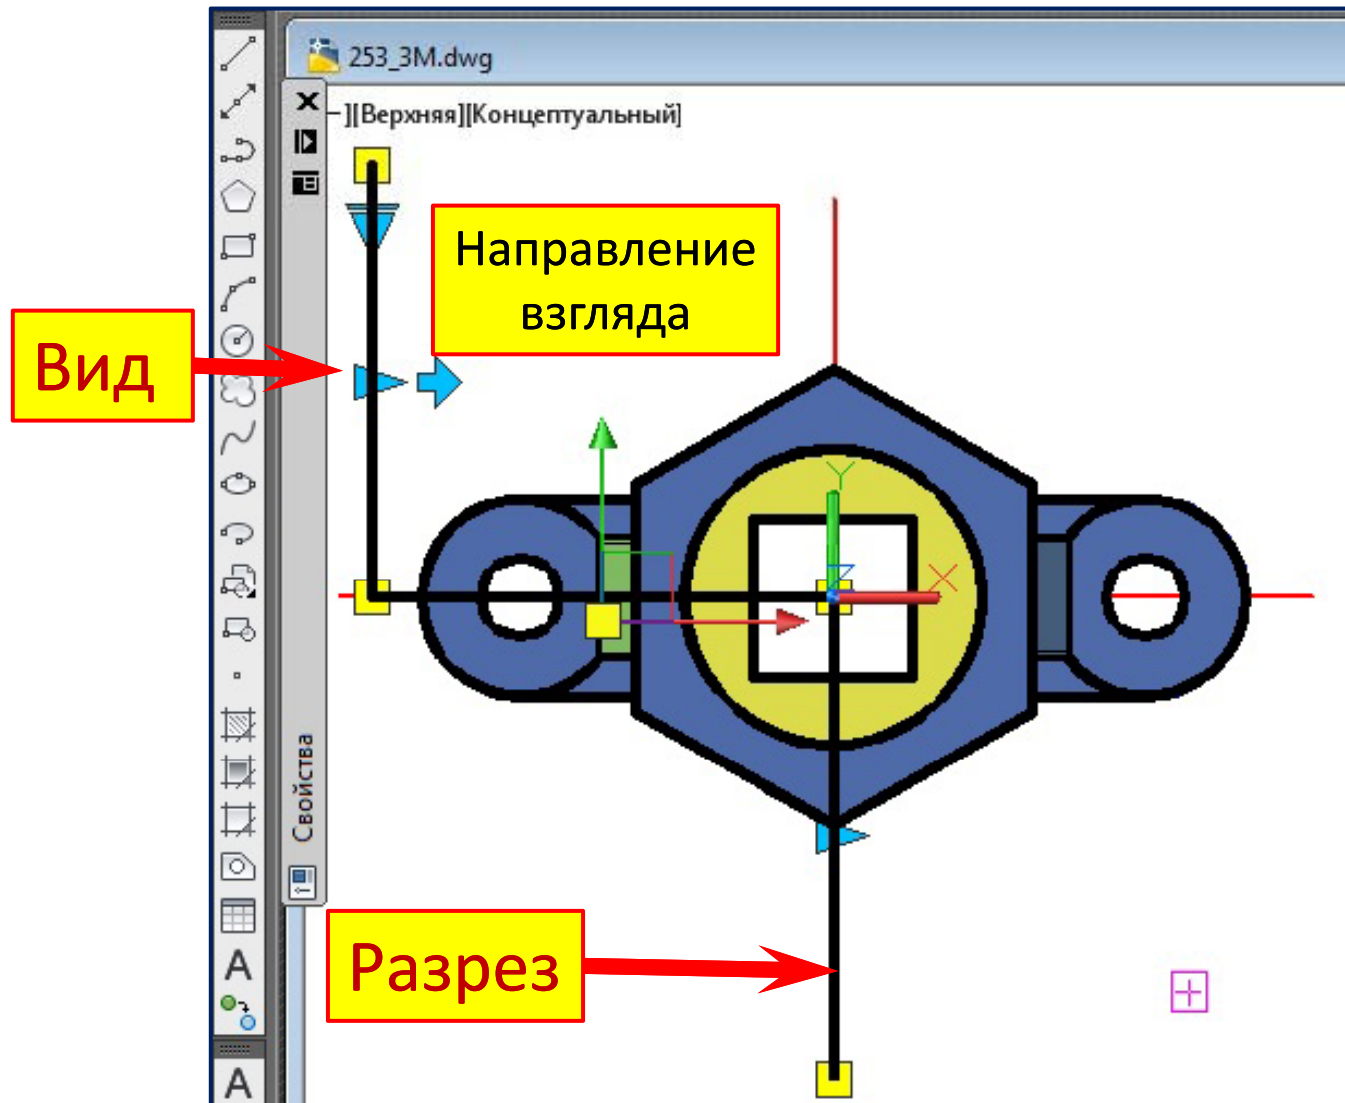 253_3M.dwg
–][Верхняя][Концептуальный]
Направление
взгляда
Вид
Y
Z
X
Свойства
Разрез
A
A